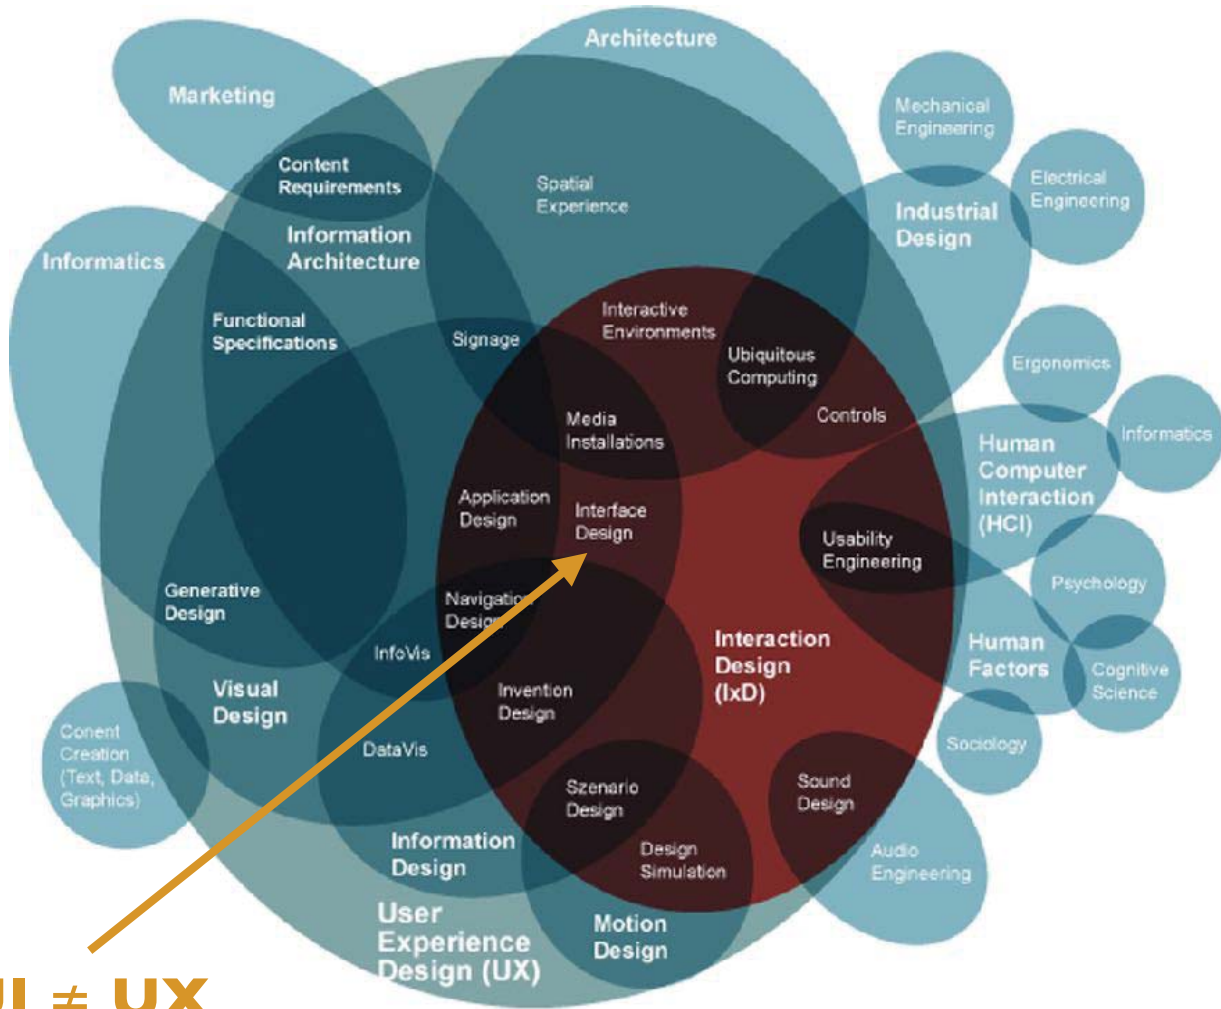 Architecture
Marketing
Mechanical
Engineering
Content
Requirements
Spatial
Experience
Electrical
Engineering
Industrial
Design
Information
Architecture
Informatics
Functional
Specifications
Signage
Interactive
Environments
Ubiquitous
Computing
Ergonomics
Controls
Media
Installations
Informatics
Human
Computer
Interaction
(HCI)
Application
Design
Interface
Design
Usability
Engineering
Psychology
Generative
Design
Navigation
Design
InfoVis
Interaction
Design
(IxD)
Human
Factors
Cognitive
Science
Visual
Design
Invention
Design
Conent
Creation
(Text, Data,
Graphics)
DataVis
Sociology
Szenario
Design
Sound
Design
Information
Design
Design
Simulation
Audio
Engineering
User
Experience
Design (UX)
Motion
Design
UI ≠ UX